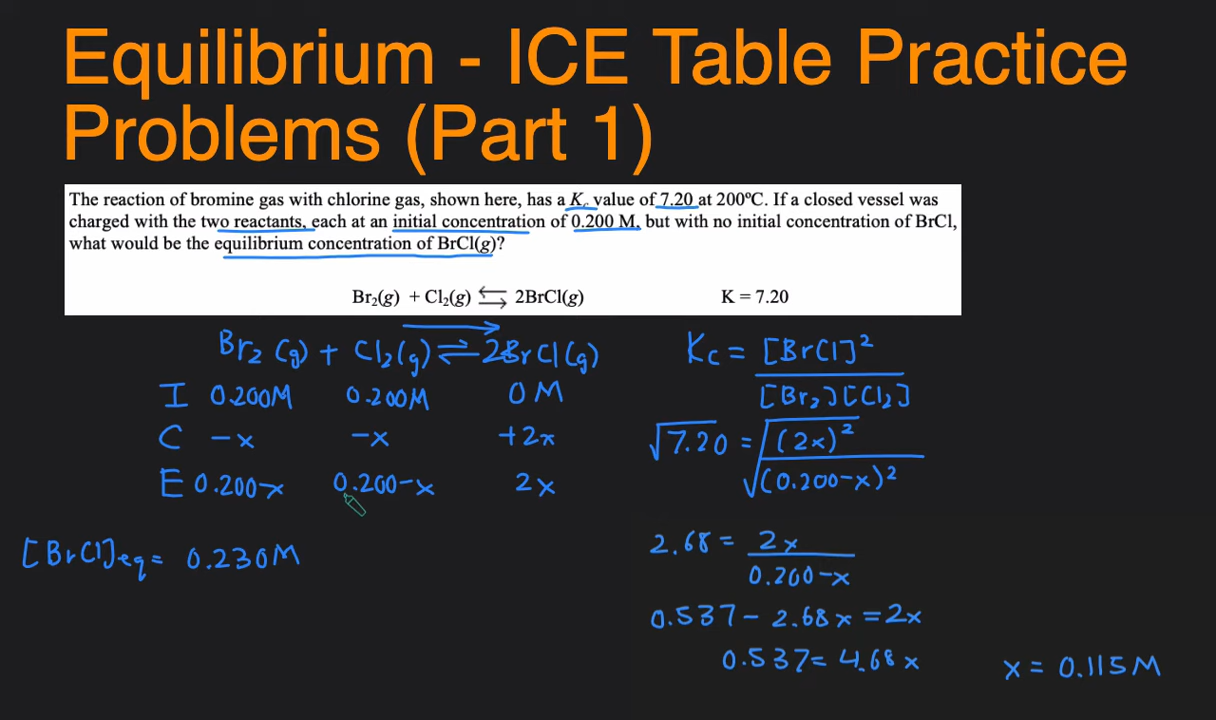 Equilibrium - ICE Table Practice
Problems (Part 1)
The reaction of bromine gas with chlorine gas, shown here, has a Kc value of 7.20 at 200°C. If a closed vessel was
charged with the two reactants, each at an initial concentration of 0.200 M, but with no initial concentration of BrCl,
what would be the equilibrium concentration of BrCl(g)?
Br₂(g) + Cl₂(g) ⇆ 2BrCl(g) K = 7.20
Br₂ (g) + Cl₂(g) ⇌ 2BrCl(g)
I 0.200M 0.200M 0M
C -x -x +2x
E 0.200-x 0.200-x 2x
[BrCl]eq = 0.230M
Kc = [BrCl]²
[Br₂][Cl₂]
√7.20 = √(2x)²
√(0.200-x)²
2.68 = 2x
0.200-x
0.537 - 2.68x = 2x
0.537 = 4.68x x = 0.115M